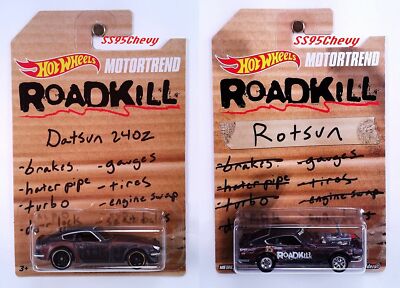 SS95Chevy
Hot Wheels MOTORTREND
ROADKILL
Datsun 240z
-brakes -gauges
-heater pipe -tires
-turbo -engine swap
3+
SS95Chevy
Hot Wheels MOTORTREND
ROADKILL
Rotsun
-brakes -gauges
-heater pipe -tires
-turbo -engine swap
ROADKILL